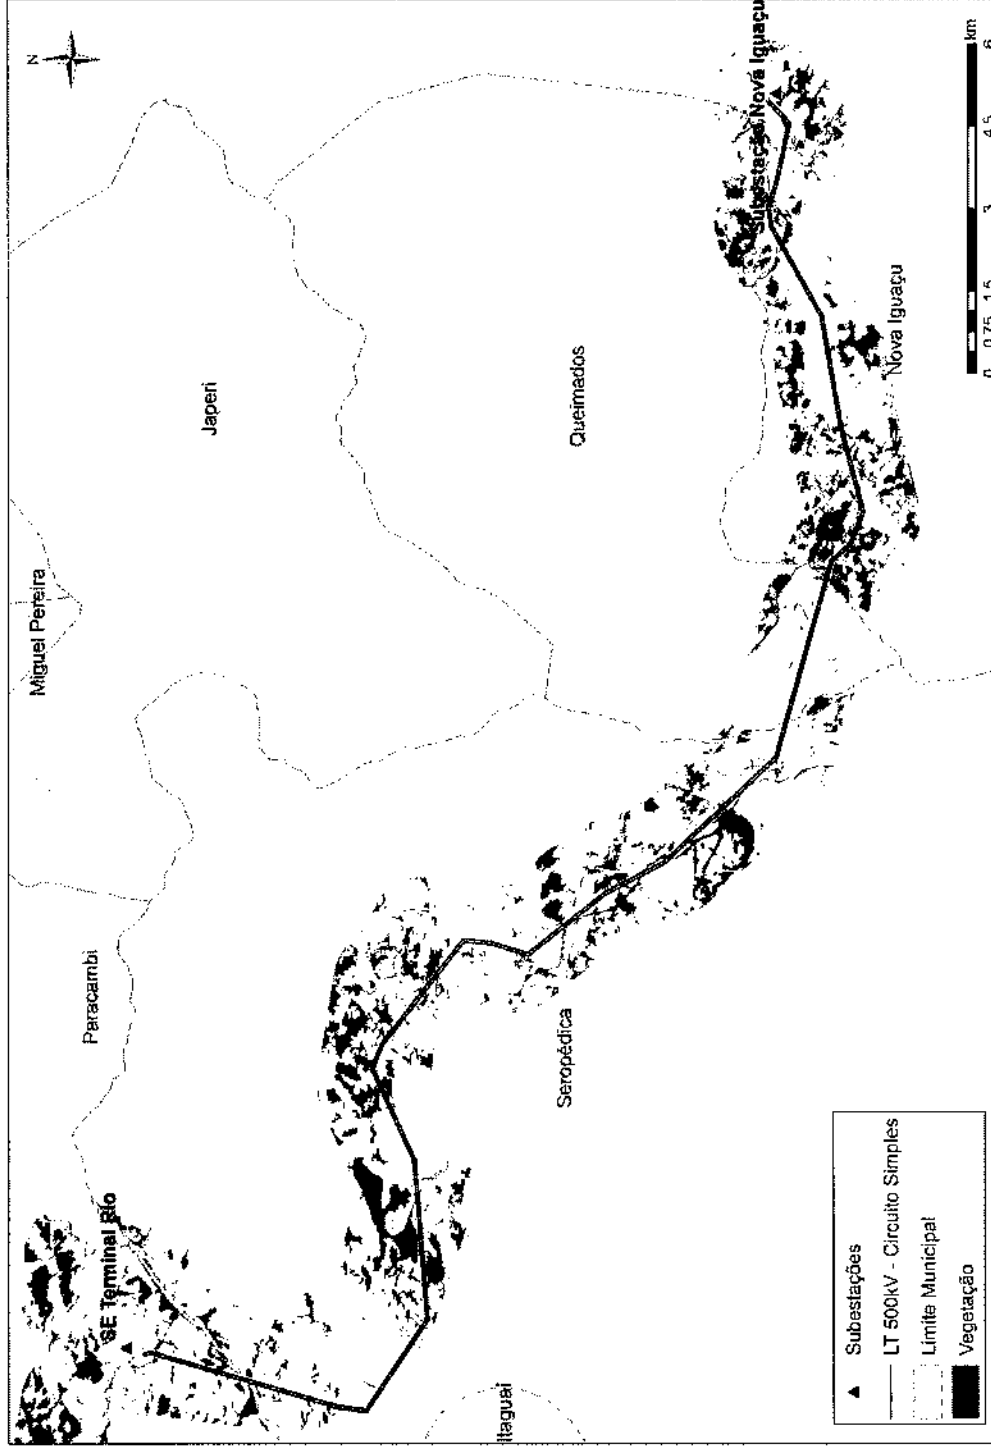 N
Miguel Pereira
Japeri
Paracambi
SE Terminal Rio
Queimados
Subestação Nova Iguaçu
Nova Iguaçu
Seropédica
Itaguaí
Subestações
LT 500kV - Circuito Simples
Limite Municipal
Vegetação
0 0,75 1,5 3 4,5 6
km